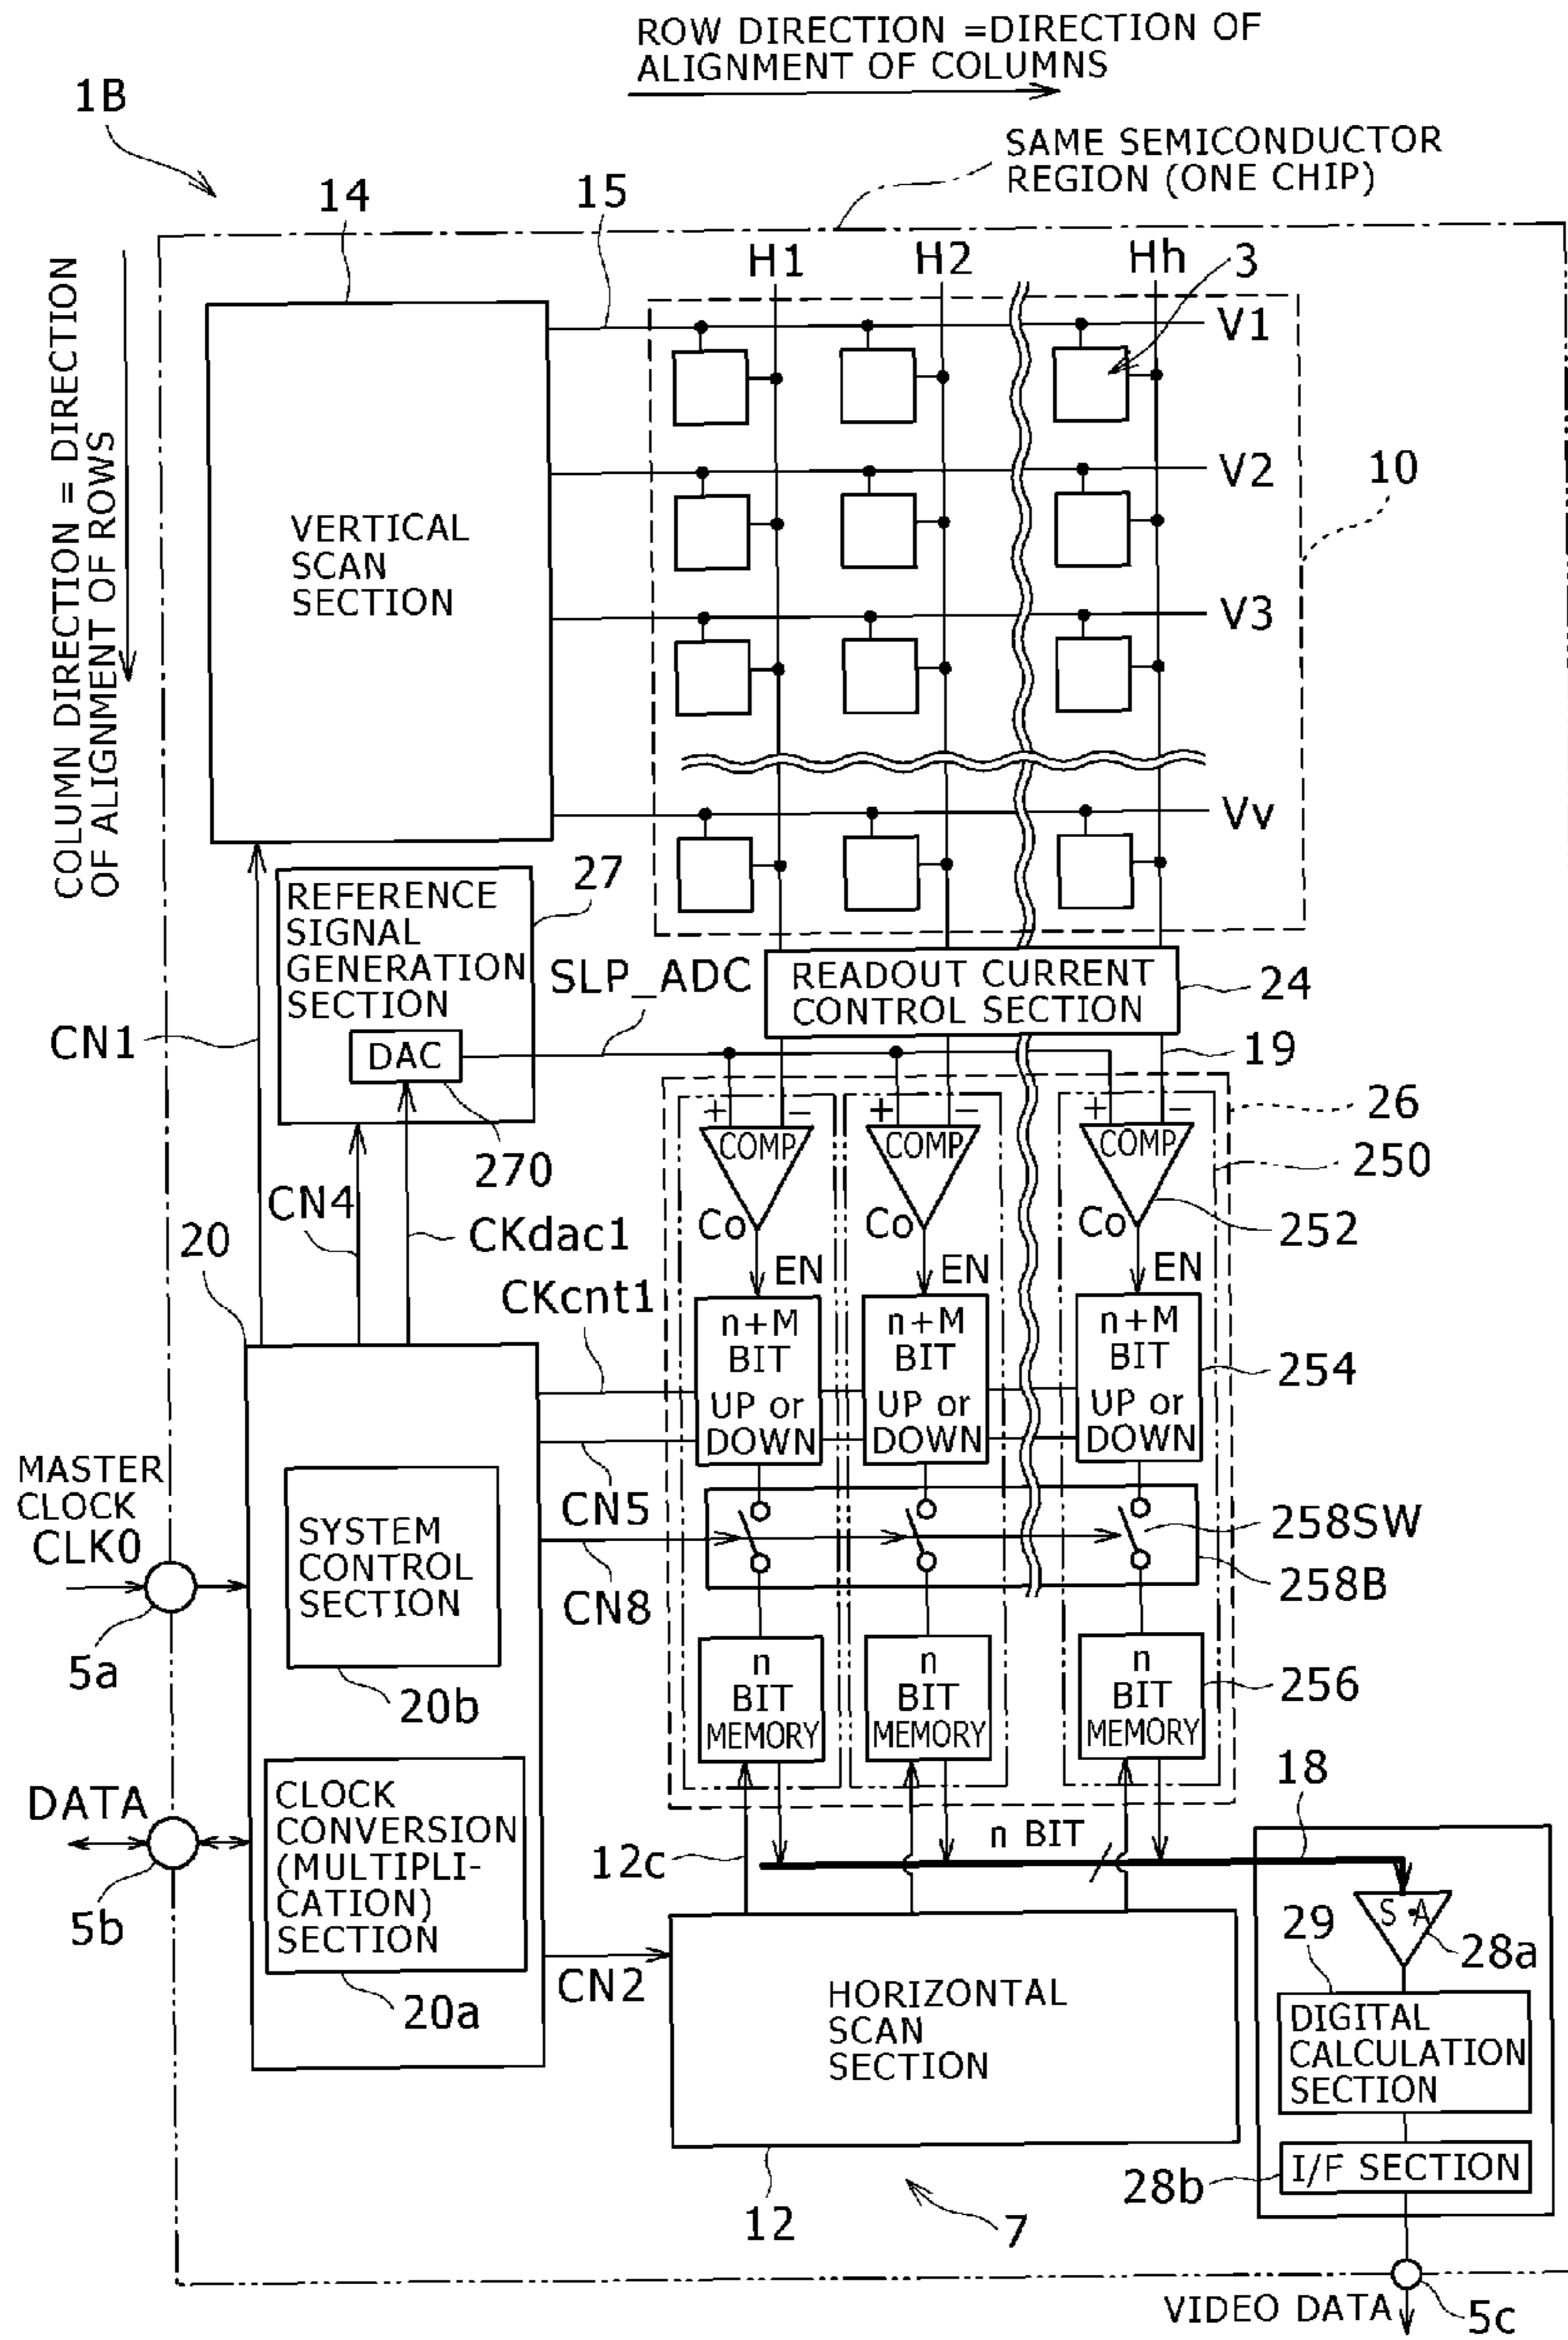 ROW DIRECTION =DIRECTION OF
ALIGNMENT OF COLUMNS
1B
SAME SEMICONDUCTOR
REGION (ONE CHIP)
14
15
COLUMN DIRECTION = DIRECTION
OF ALIGNMENT OF ROWS
H1
H2
Hh
3
V1
V2
10
VERTICAL
SCAN
SECTION
V3
Vv
27
REFERENCE
SIGNAL
GENERATION
SECTION
SLP_ADC
READOUT CURRENT
CONTROL SECTION
24
CN1
DAC
19
26
+
−
+
−
+
−
COMP
COMP
COMP
250
270
CN4
Co
Co
Co
252
20
CKdac1
EN
EN
EN
CKcnt1
n+M
BIT
UP or
DOWN
n+M
BIT
UP or
DOWN
n+M
BIT
UP or
DOWN
254
MASTER
CLOCK
CLK0
CN5
SYSTEM
CONTROL
SECTION
258SW
258B
CN8
5a
20b
n
BIT
MEMORY
n
BIT
MEMORY
n
BIT
MEMORY
256
DATA
CLOCK
CONVERSION
(MULTIPLI-
CATION)
SECTION
18
n BIT
12c
5b
S·A
29
28a
CN2
20a
HORIZONTAL
SCAN
SECTION
DIGITAL
CALCULATION
SECTION
I/F SECTION
28b
12
7
VIDEO DATA
5c